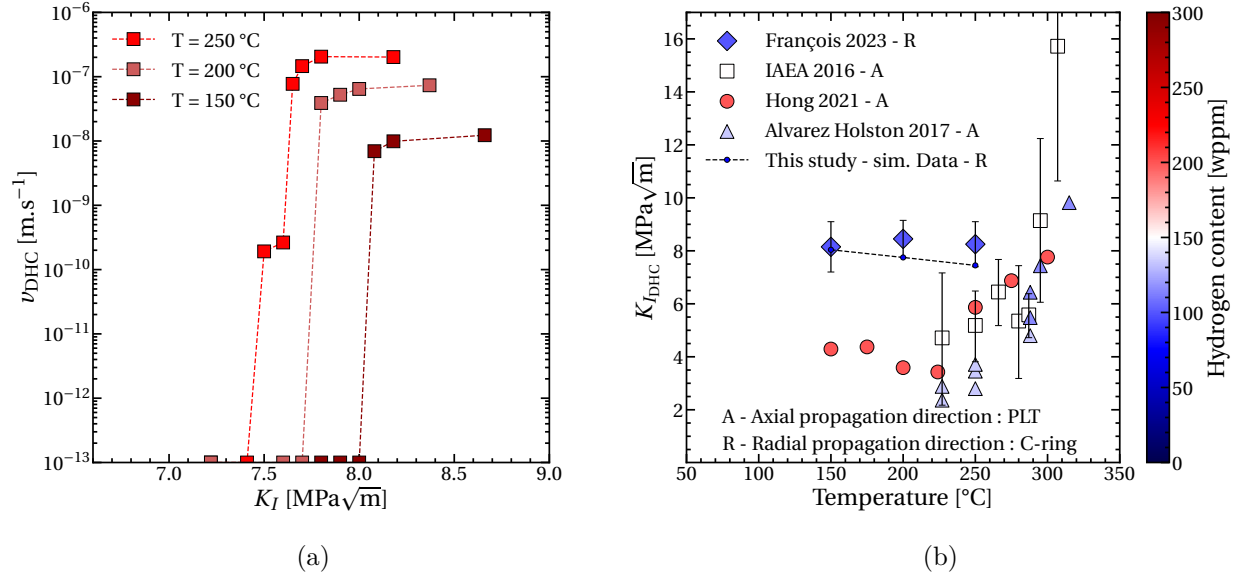 T = 250 °C
T = 200 °C
T = 150 °C
10⁻⁶
10⁻⁷
10⁻⁸
10⁻⁹
10⁻¹⁰
10⁻¹¹
10⁻¹²
10⁻¹³
ν_DHC [m.s⁻¹]
7.0 7.5 8.0 8.5 9.0
K_I [MPa√m]
(a)
François 2023 - R
IAEA 2016 - A
Hong 2021 - A
Alvarez Holston 2017 - A
This study - sim. Data - R
16
14
12
10
8
6
4
2
K_I_DHC [MPa√m]
A - Axial propagation direction : PLT
R - Radial propagation direction : C-ring
50 100 150 200 250 300 350
Temperature [°C]
300
250
200
150
100
50
0
Hydrogen content [wppm]
(b)